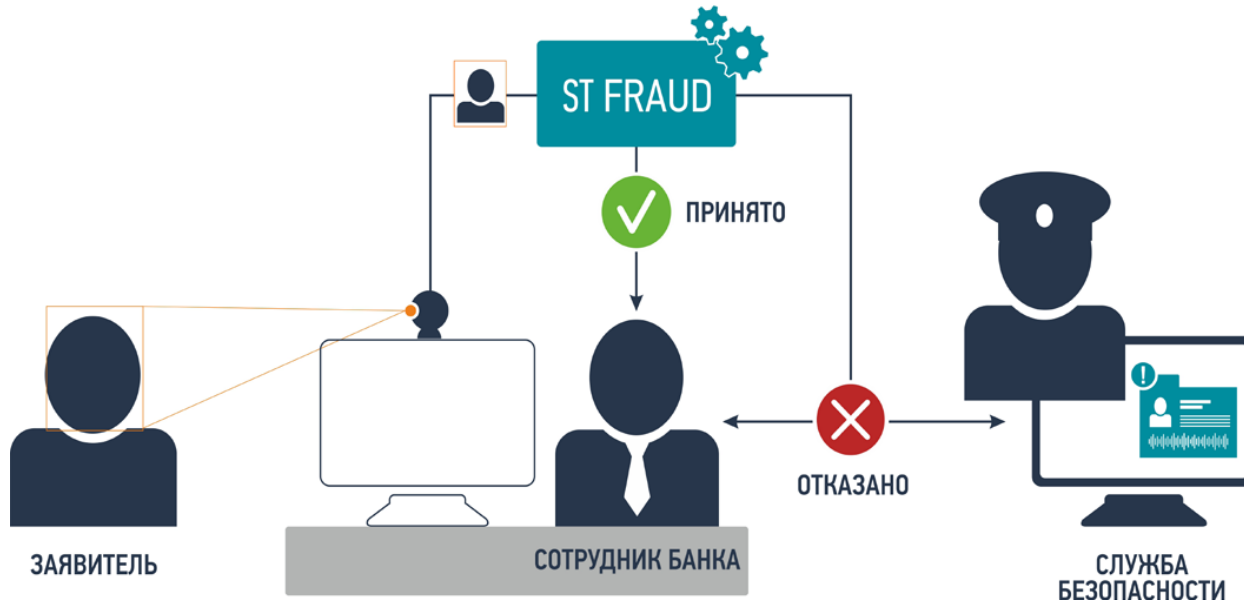 ST FRAUD
ПРИНЯТО
ОТКАЗАНО
ЗАЯВИТЕЛЬ
СОТРУДНИК БАНКА
СЛУЖБА
БЕЗОПАСНОСТИ